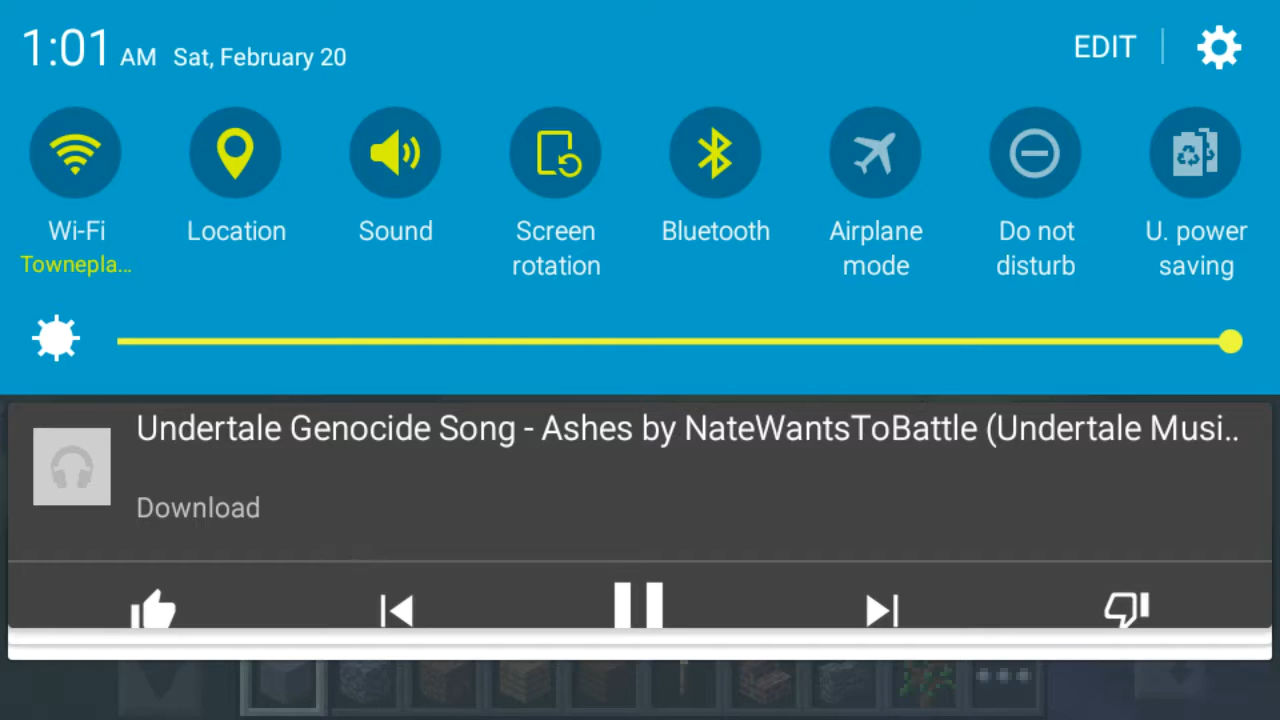 1:01 AM Sat, February 20 EDIT
Wi-Fi Location Sound Screen rotation Bluetooth Airplane mode Do not disturb U. power saving
Townepla...
Undertale Genocide Song - Ashes by NateWantsToBattle (Undertale Musi..
Download